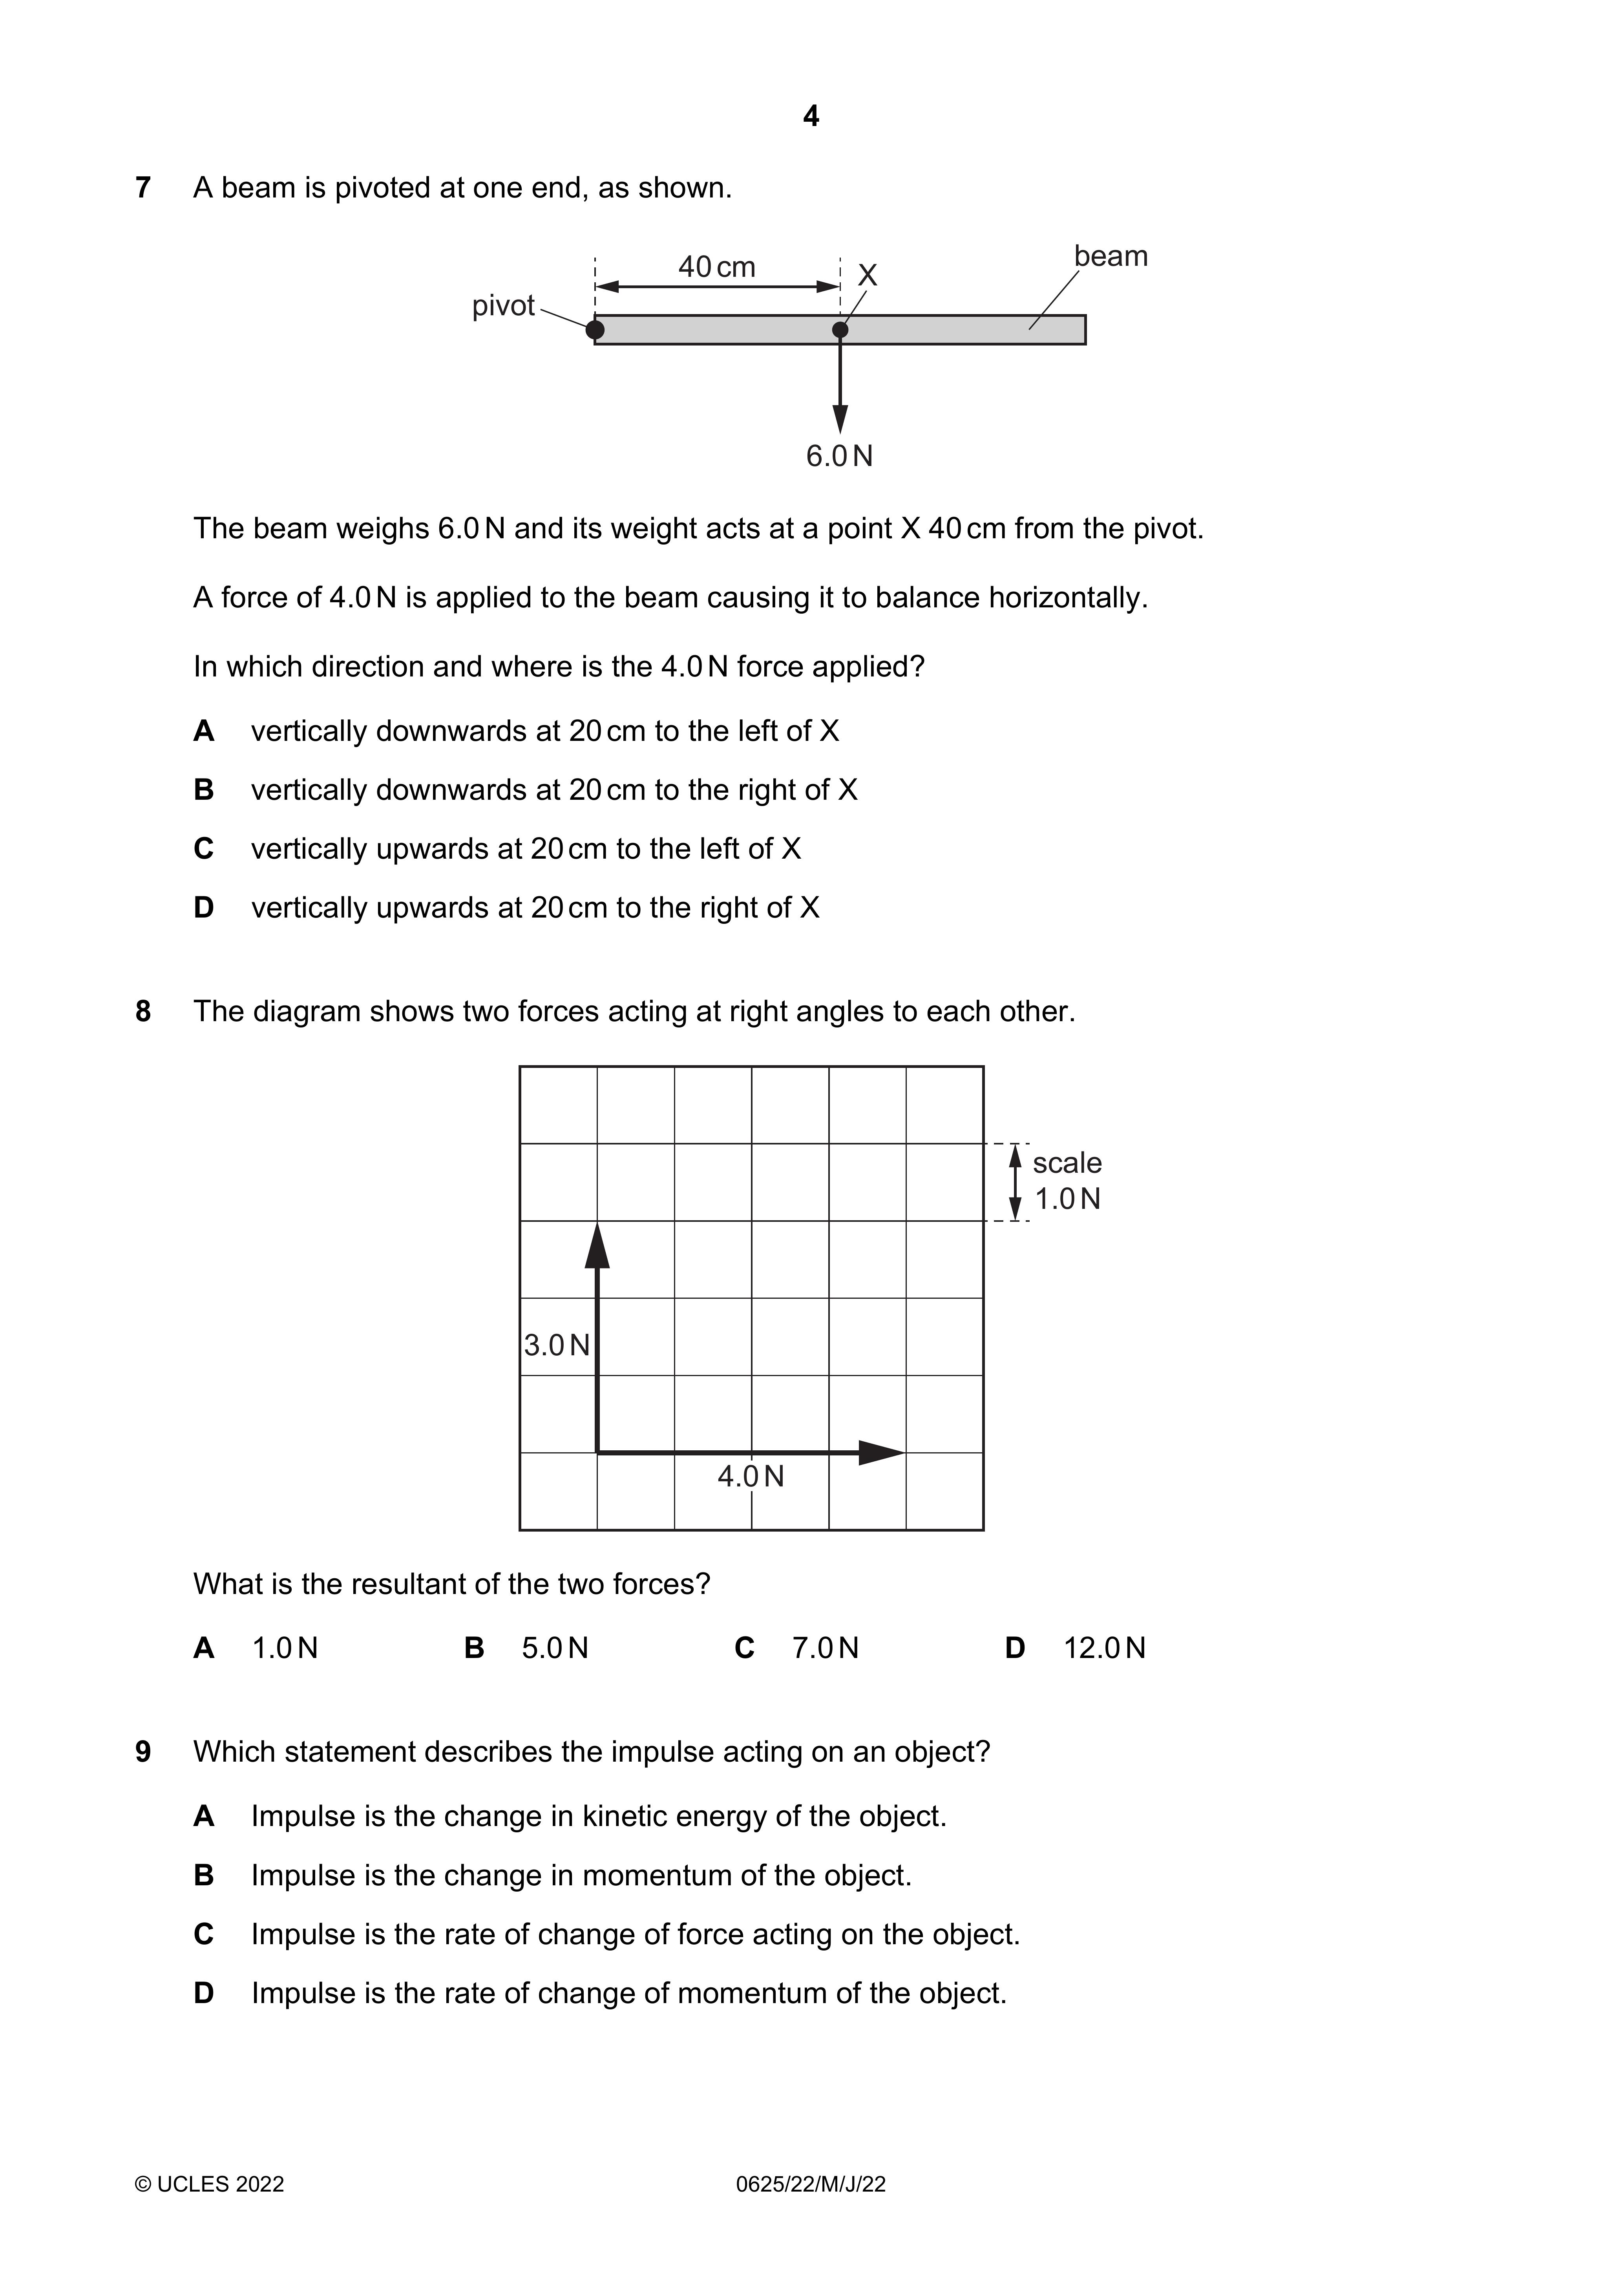 4
7 A beam is pivoted at one end, as shown.
beam
40 cm
X
pivot
6.0 N
The beam weighs 6.0 N and its weight acts at a point X 40 cm from the pivot.
A force of 4.0 N is applied to the beam causing it to balance horizontally.
In which direction and where is the 4.0 N force applied?
A vertically downwards at 20 cm to the left of X
B vertically downwards at 20 cm to the right of X
C vertically upwards at 20 cm to the left of X
D vertically upwards at 20 cm to the right of X
8 The diagram shows two forces acting at right angles to each other.
scale
1.0 N
3.0 N
4.0 N
What is the resultant of the two forces?
A 1.0 N B 5.0 N C 7.0 N D 12.0 N
9 Which statement describes the impulse acting on an object?
A Impulse is the change in kinetic energy of the object.
B Impulse is the change in momentum of the object.
C Impulse is the rate of change of force acting on the object.
D Impulse is the rate of change of momentum of the object.
© UCLES 2022 0625/22/M/J/22